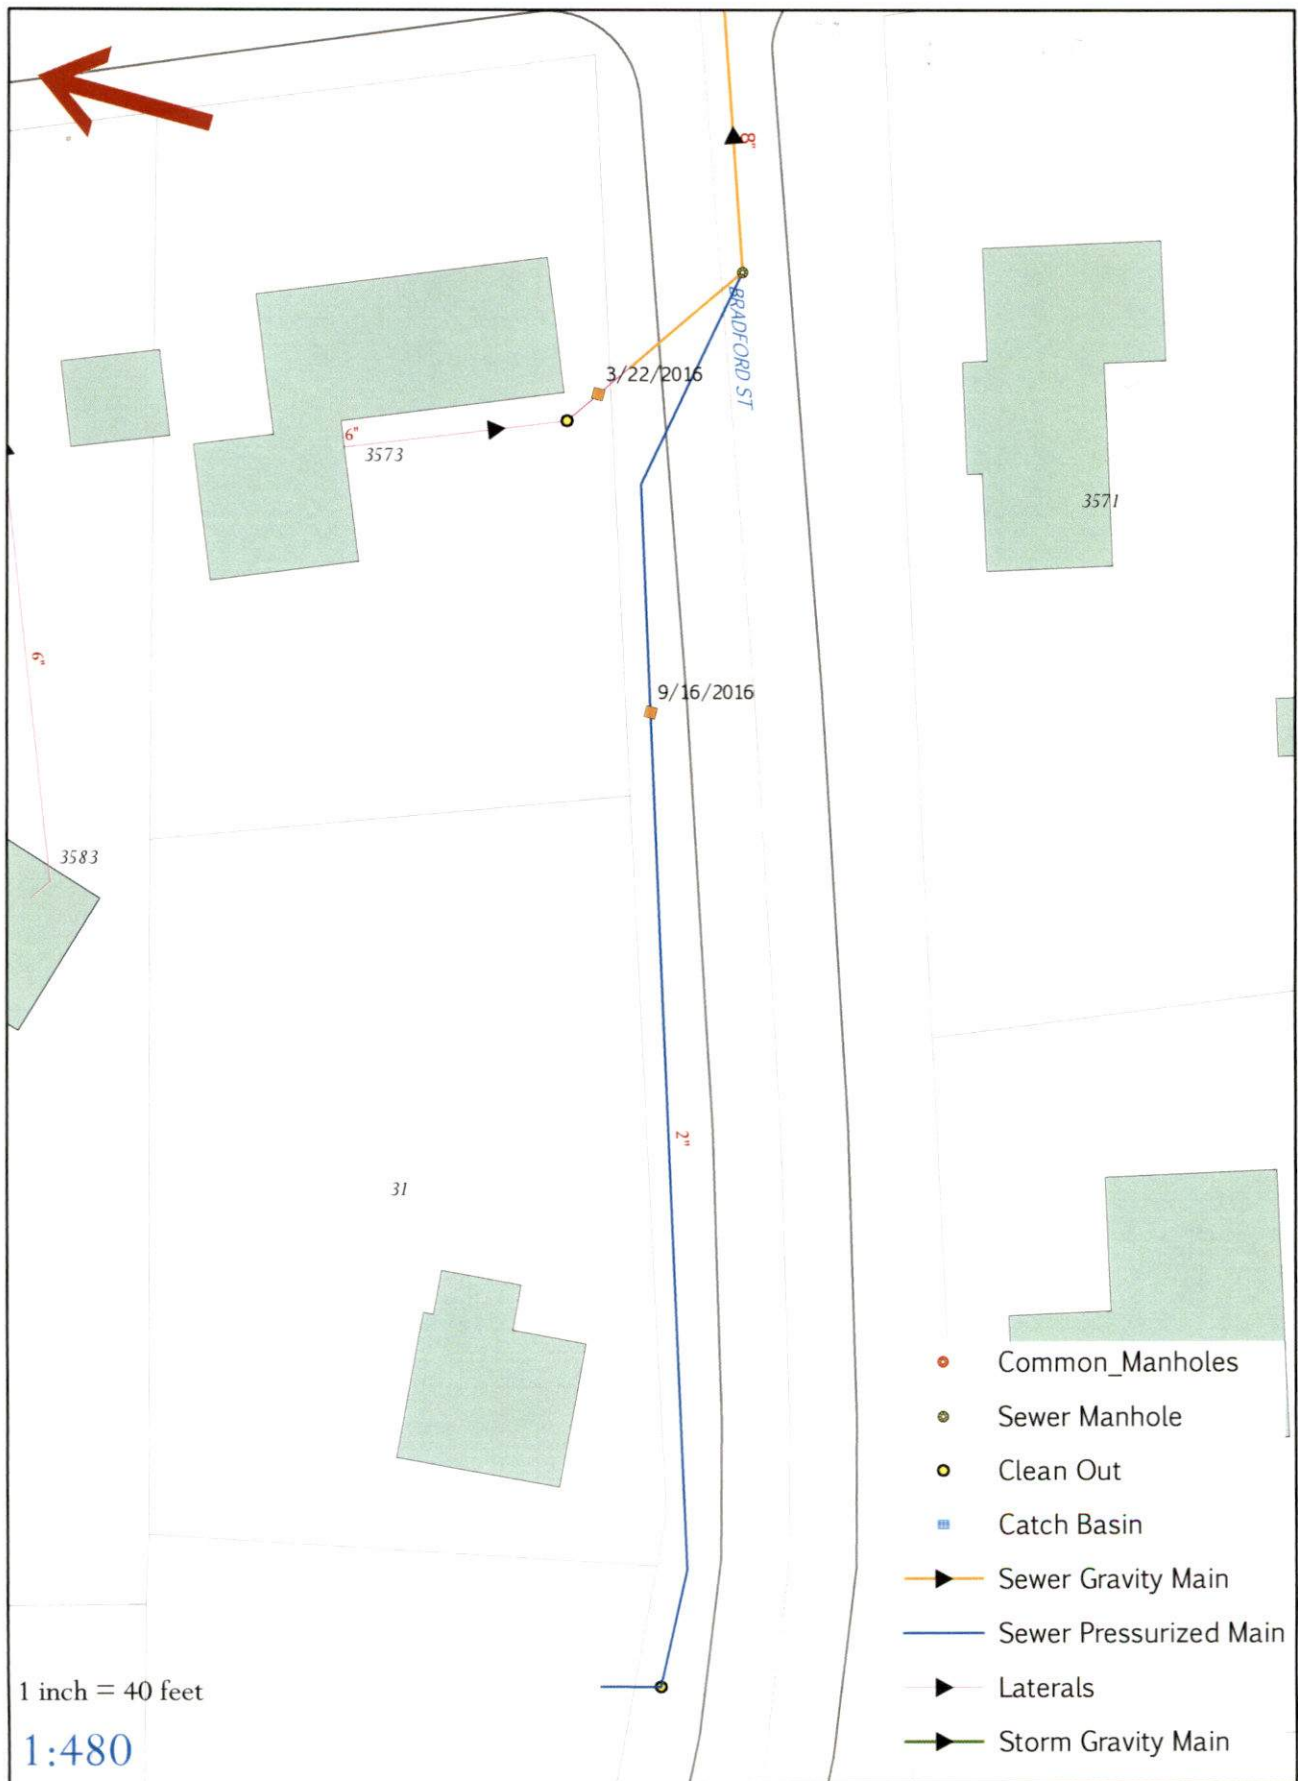 8"
BRADFORD ST
3/22/2016
6"
3573
3571
6"
9/16/2016
3583
2"
31
Common_Manholes
Sewer Manhole
Clean Out
Catch Basin
Sewer Gravity Main
Sewer Pressurized Main
Laterals
Storm Gravity Main
1 inch = 40 feet
1:480